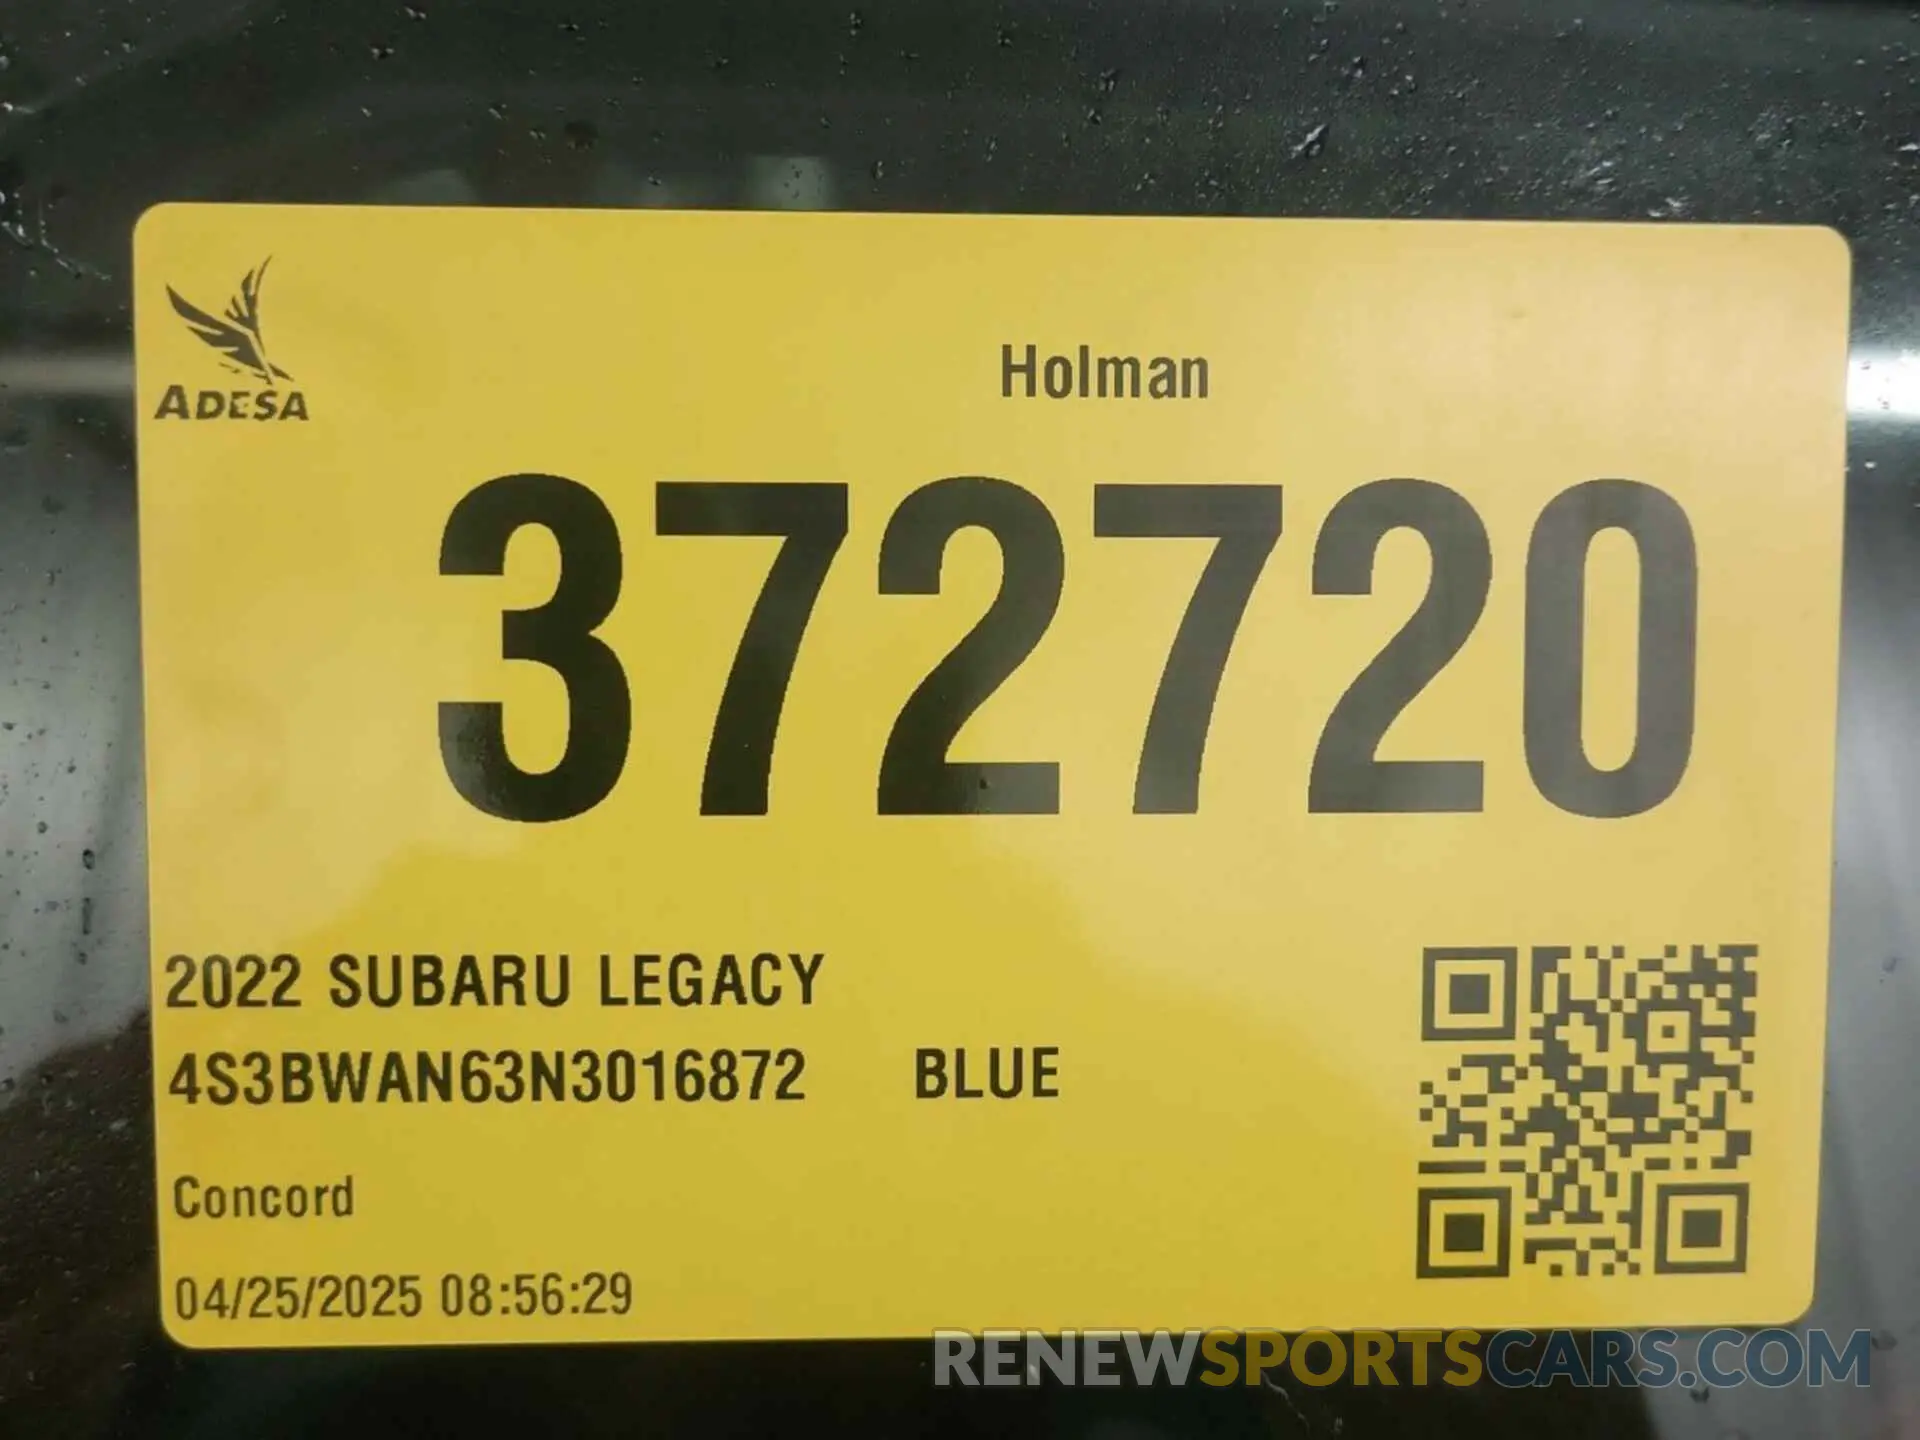 ADESA
Holman
372720
2022 SUBARU LEGACY
4S3BWAN63N3016872 BLUE
Concord
04/25/2025 08:56:29
RENEWSPORTSCARS.COM